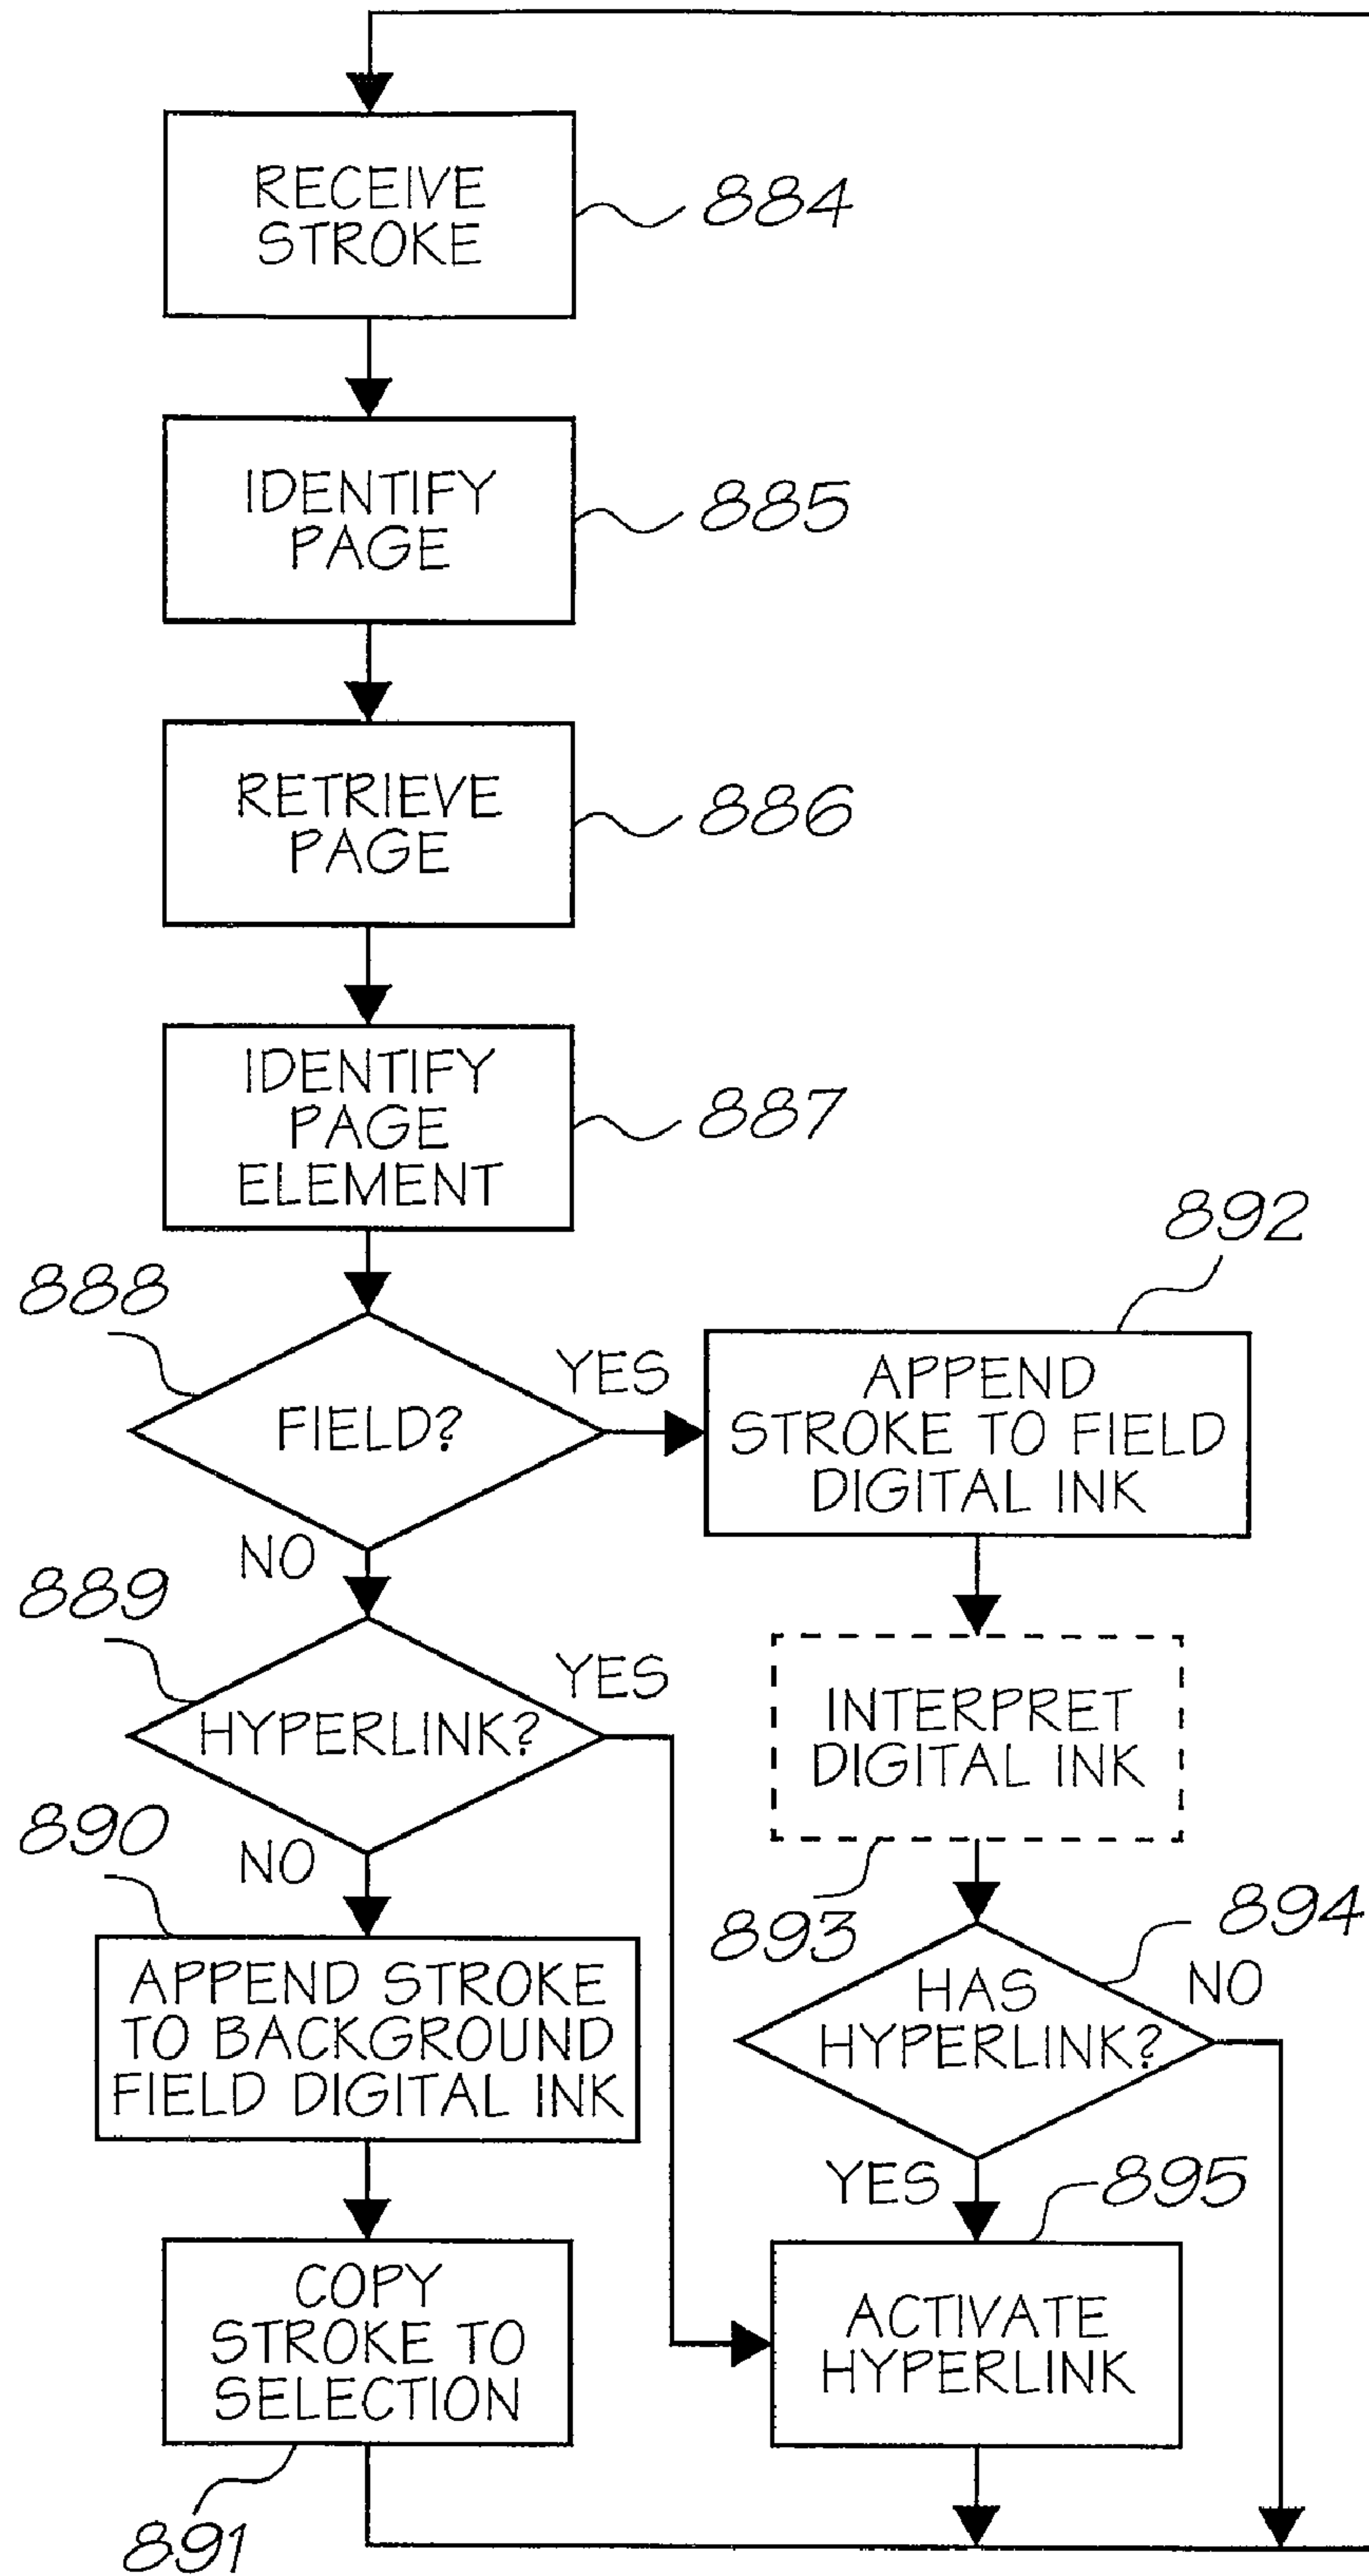 RECEIVE
STROKE
884
IDENTIFY
PAGE
885
RETRIEVE
PAGE
886
IDENTIFY
PAGE
ELEMENT
887
888
FIELD?
YES
NO
892
APPEND
STROKE TO FIELD
DIGITAL INK
889
HYPERLINK?
YES
NO
INTERPRET
DIGITAL INK
893
890
APPEND STROKE
TO BACKGROUND
FIELD DIGITAL INK
894
HAS
HYPERLINK?
NO
YES
895
COPY
STROKE TO
SELECTION
891
ACTIVATE
HYPERLINK